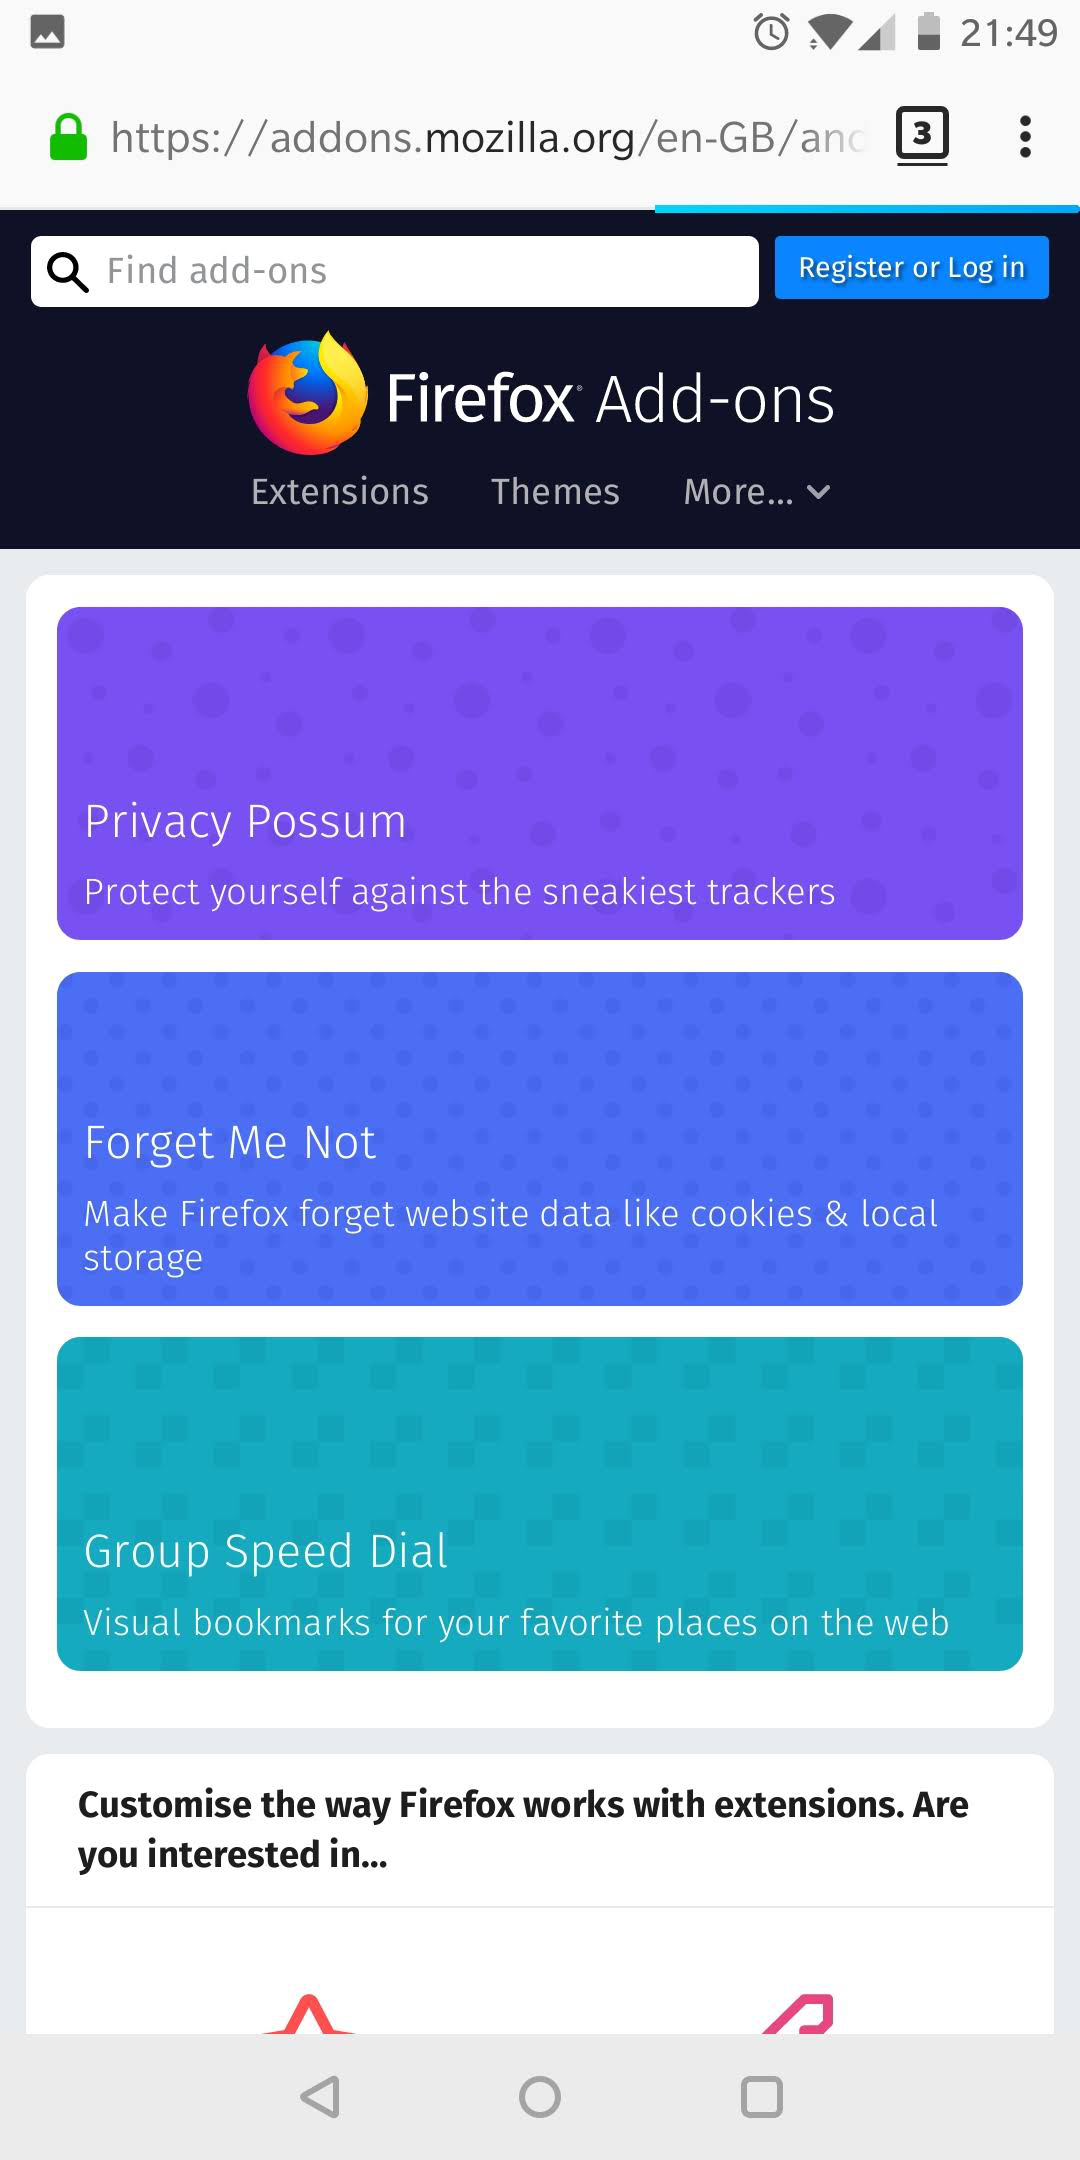 21:49
https://addons.mozilla.org/en-GB/and
3
Find add-ons
Register or Log in
Firefox Add-ons
Extensions Themes More...
Privacy Possum
Protect yourself against the sneakiest trackers
Forget Me Not
Make Firefox forget website data like cookies & local
storage
Group Speed Dial
Visual bookmarks for your favorite places on the web
Customise the way Firefox works with extensions. Are
you interested in...